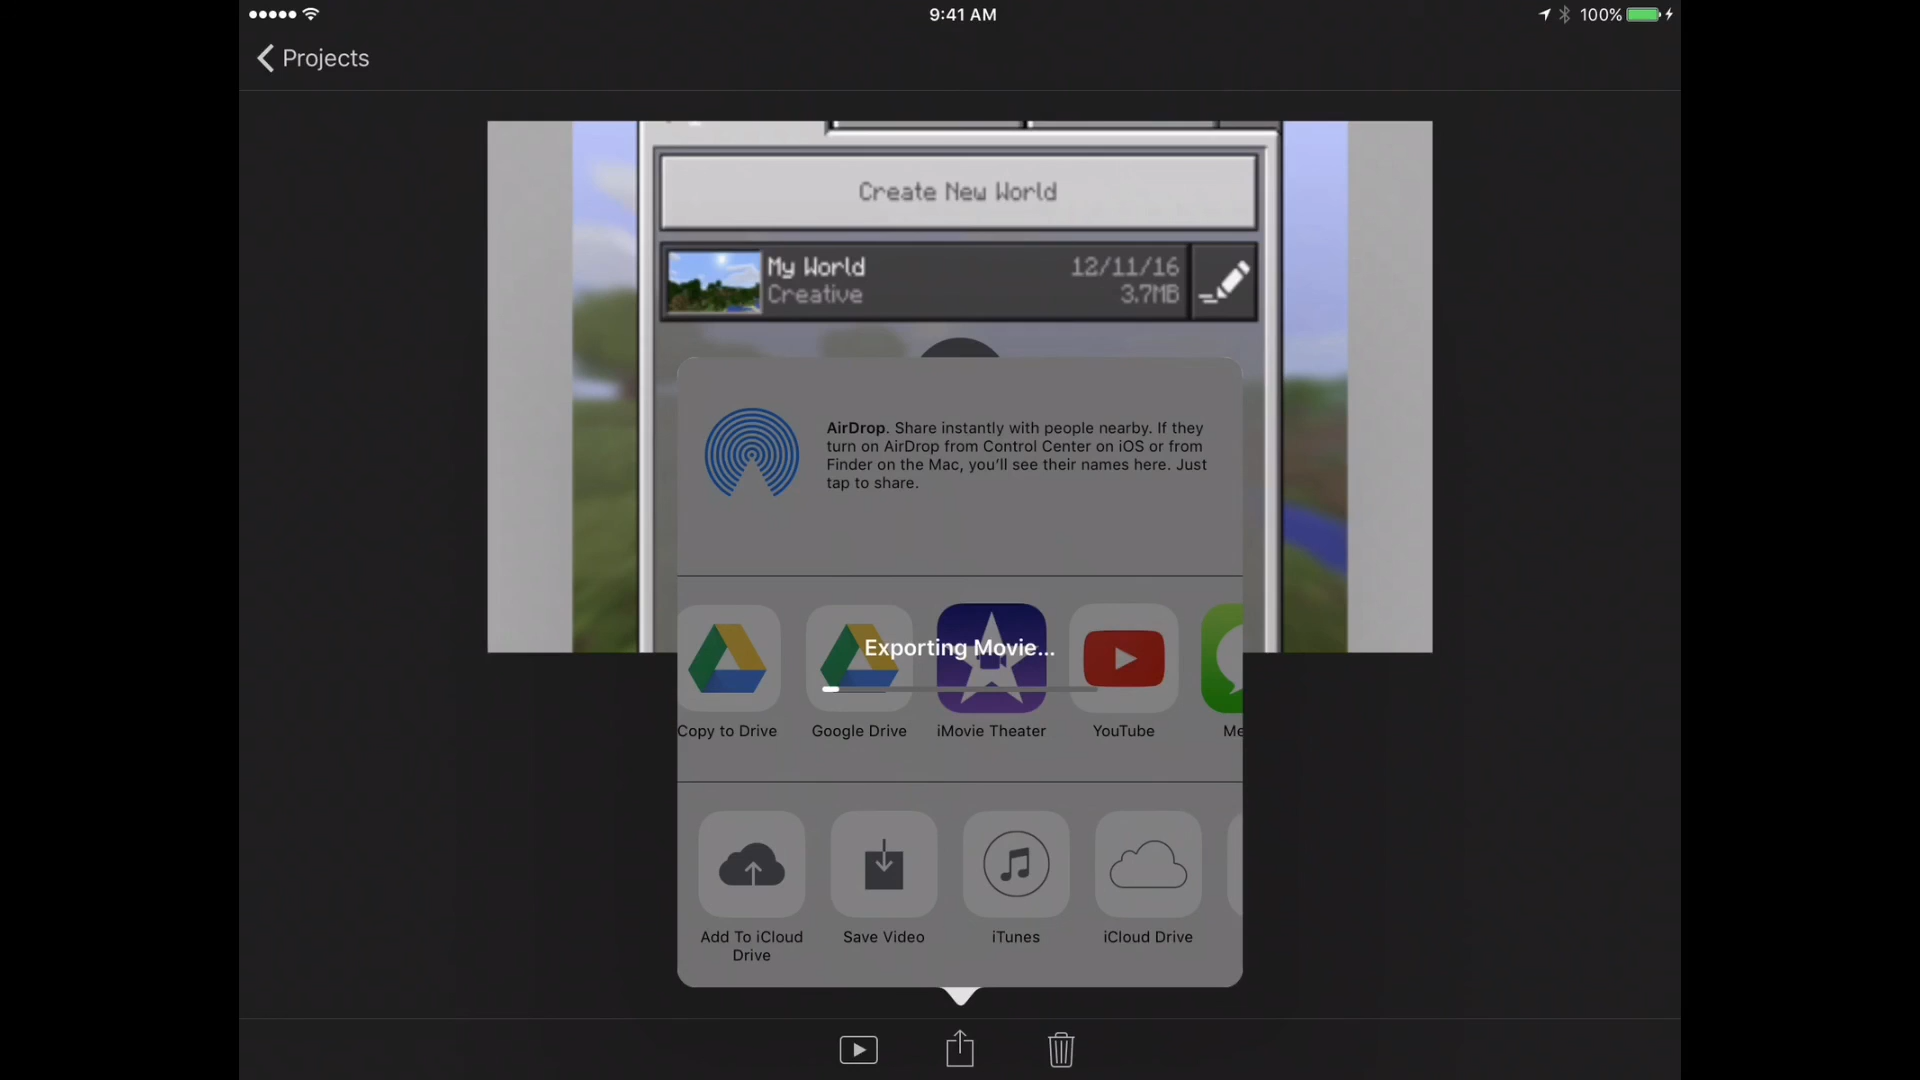 9:41 AM
100%
Projects
Create New World
My World
12/11/16
Creative
3.7MB
AirDrop. Share instantly with people nearby. If they
turn on AirDrop from Control Center on iOS or from
Finder on the Mac, you'll see their names here. Just
tap to share.
Exporting Movie...
Copy to Drive
Google Drive
iMovie Theater
YouTube
Me
Add To iCloud
Drive
Save Video
iTunes
iCloud Drive